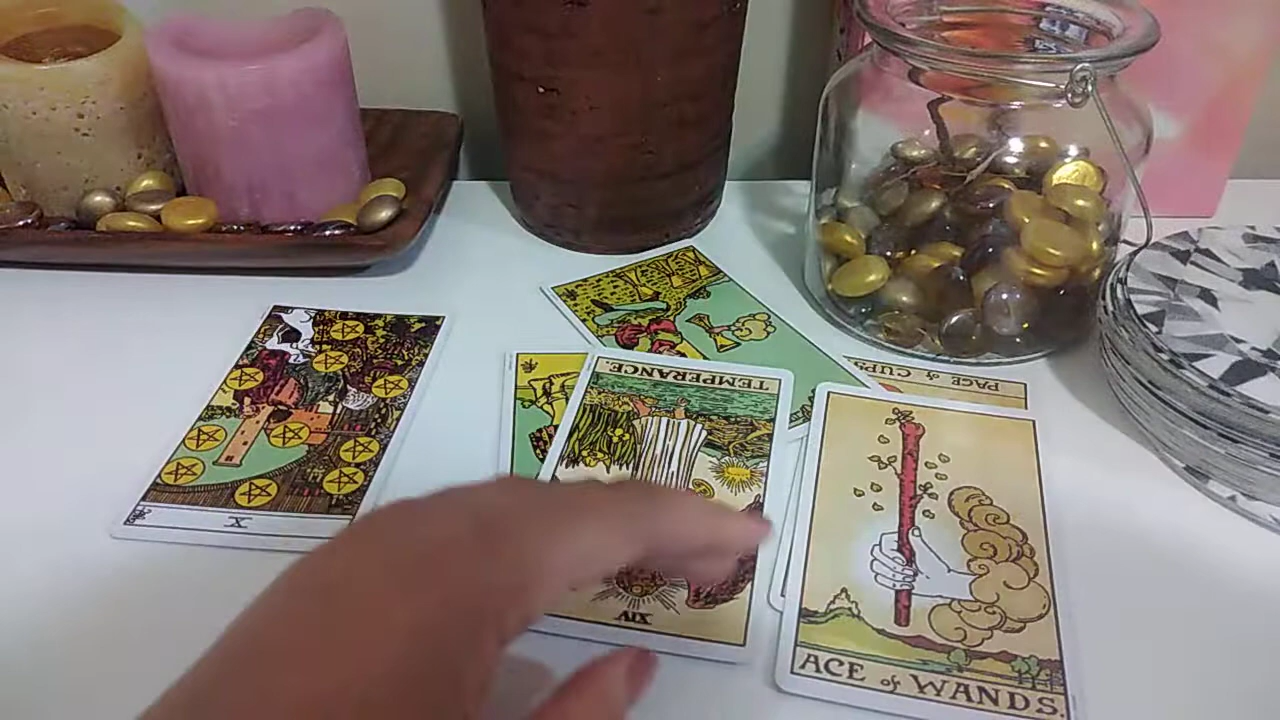 TEMPERANCE.
PAGE of CUPS
X
XIV
ACE of WANDS.